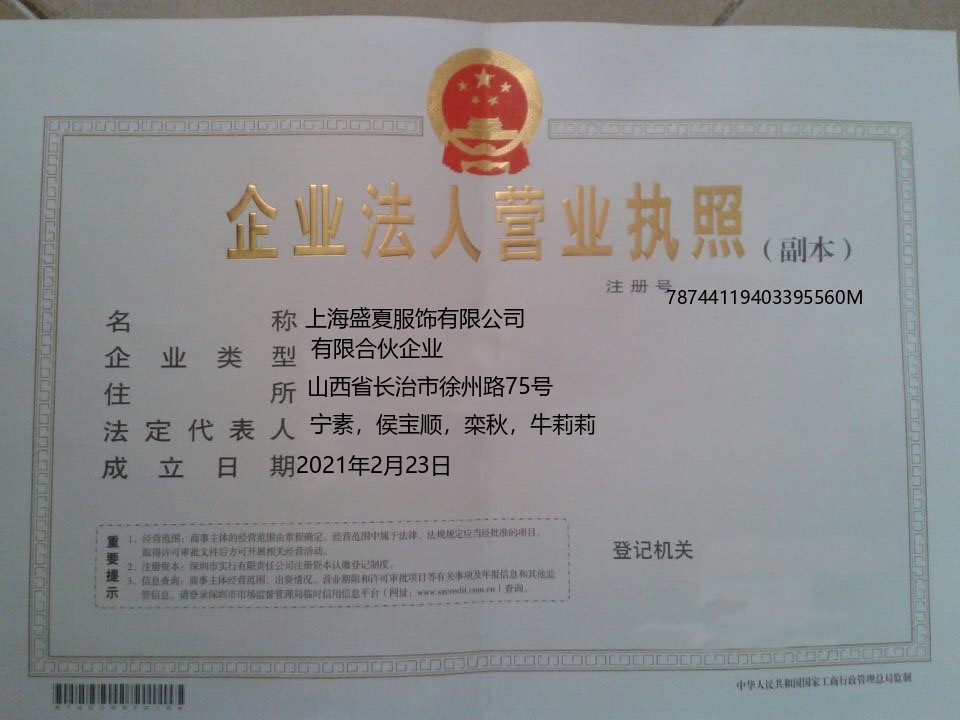 企业法人营业执照
（副本）
注册号 78744119403395560M
名称 上海盛夏服饰有限公司
企业类型 有限合伙企业
住所 山西省长治市徐州路75号
法定代表人 宁素，侯宝顺，栾秋，牛莉莉
成立日期 2021年2月23日
重要提示
1、经营范围：商事主体的经营范围由章程确定。经营范围中属于法律、法规规定应当经批准的项目，
取得许可审批文件后方可开展相关经营活动。
2、注册资本：深圳市实行有限责任公司注册资本认缴登记制度。
3、信息查询：商事主体经营范围、出资情况、营业期限和许可审批项目等有关事项及年报信息和其他监
管信息，请登录深圳市市场监督管理局临时信用信息平台（网址：www.szcredit.com.cn）查询。
登记机关
中华人民共和国国家工商行政管理总局监制